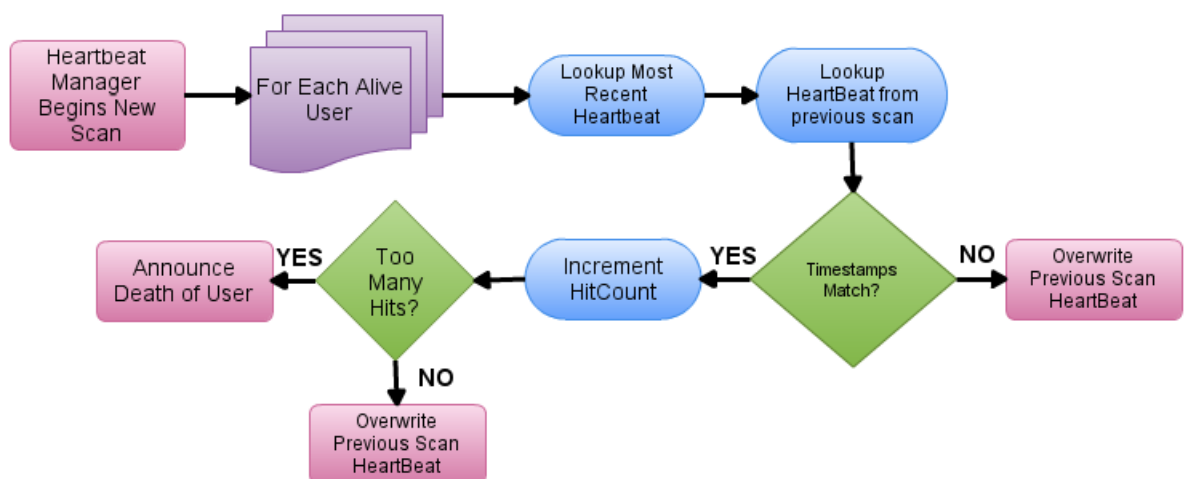 Heartbeat
Manager
Begins New
Scan
For Each Alive
User
Lookup Most
Recent
Heartbeat
Lookup
HeartBeat from
previous scan
Timestamps
Match?
NO
Overwrite
Previous Scan
HeartBeat
YES
Increment
HitCount
Too
Many
Hits?
YES
Announce
Death of User
NO
Overwrite
Previous Scan
HeartBeat